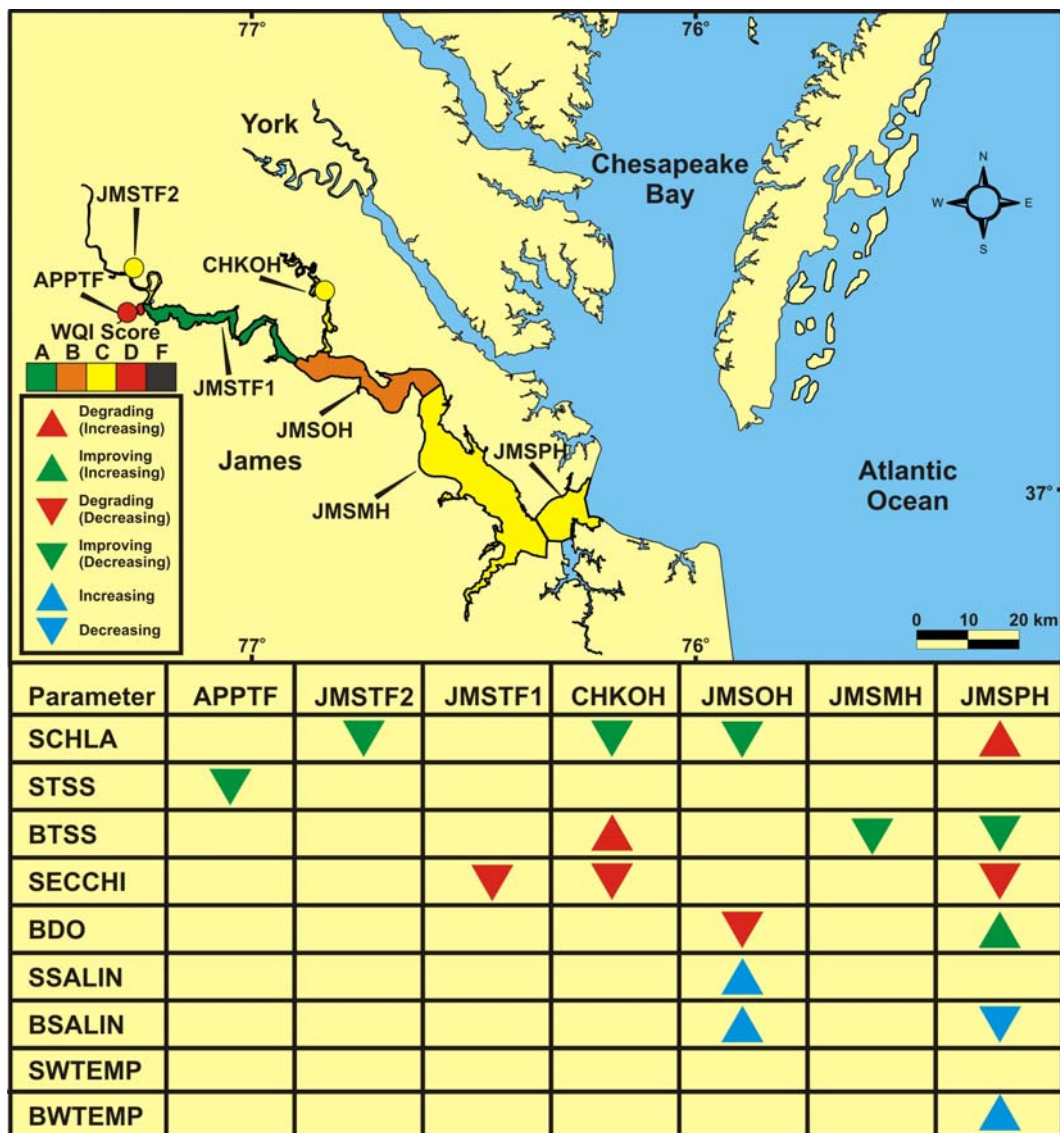 77°
76°
York
Chesapeake
Bay
N
W
E
S
JMSTF2
APPTF
CHKOH
WQI Score
A B C D F
JMSTF1
JMSOH
James
JMSPH
JMSMH
Atlantic
Ocean
37°
Degrading
(Increasing)
Improving
(Increasing)
Degrading
(Decreasing)
Improving
(Decreasing)
Increasing
Decreasing
0 10 20 km
77°
76°
Parameter APPTF JMSTF2 JMSTF1 CHKOH JMSOH JMSMH JMSPH
SCHLA
STSS
BTSS
SECCHI
BDO
SSALIN
BSALIN
SWTEMP
BWTEMP